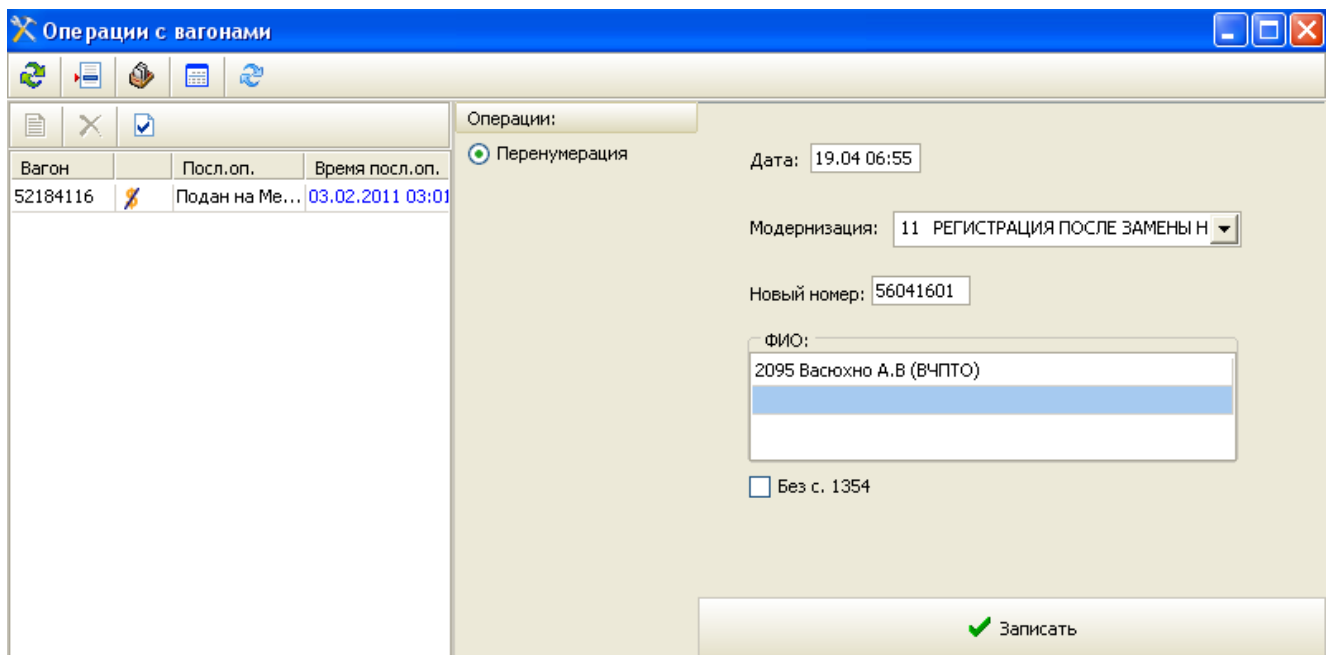 Операции с вагонами
Операции:
Перенумерация
Вагон Посл.оп. Время посл.оп.
52184116 Подан на Ме... 03.02.2011 03:01
Дата: 19.04 06:55
Модернизация: 11 РЕГИСТРАЦИЯ ПОСЛЕ ЗАМЕНЫ Н
Новый номер: 56041601
ФИО:
2095 Васюхно А.В (ВЧПТО)
Без с. 1354
Записать